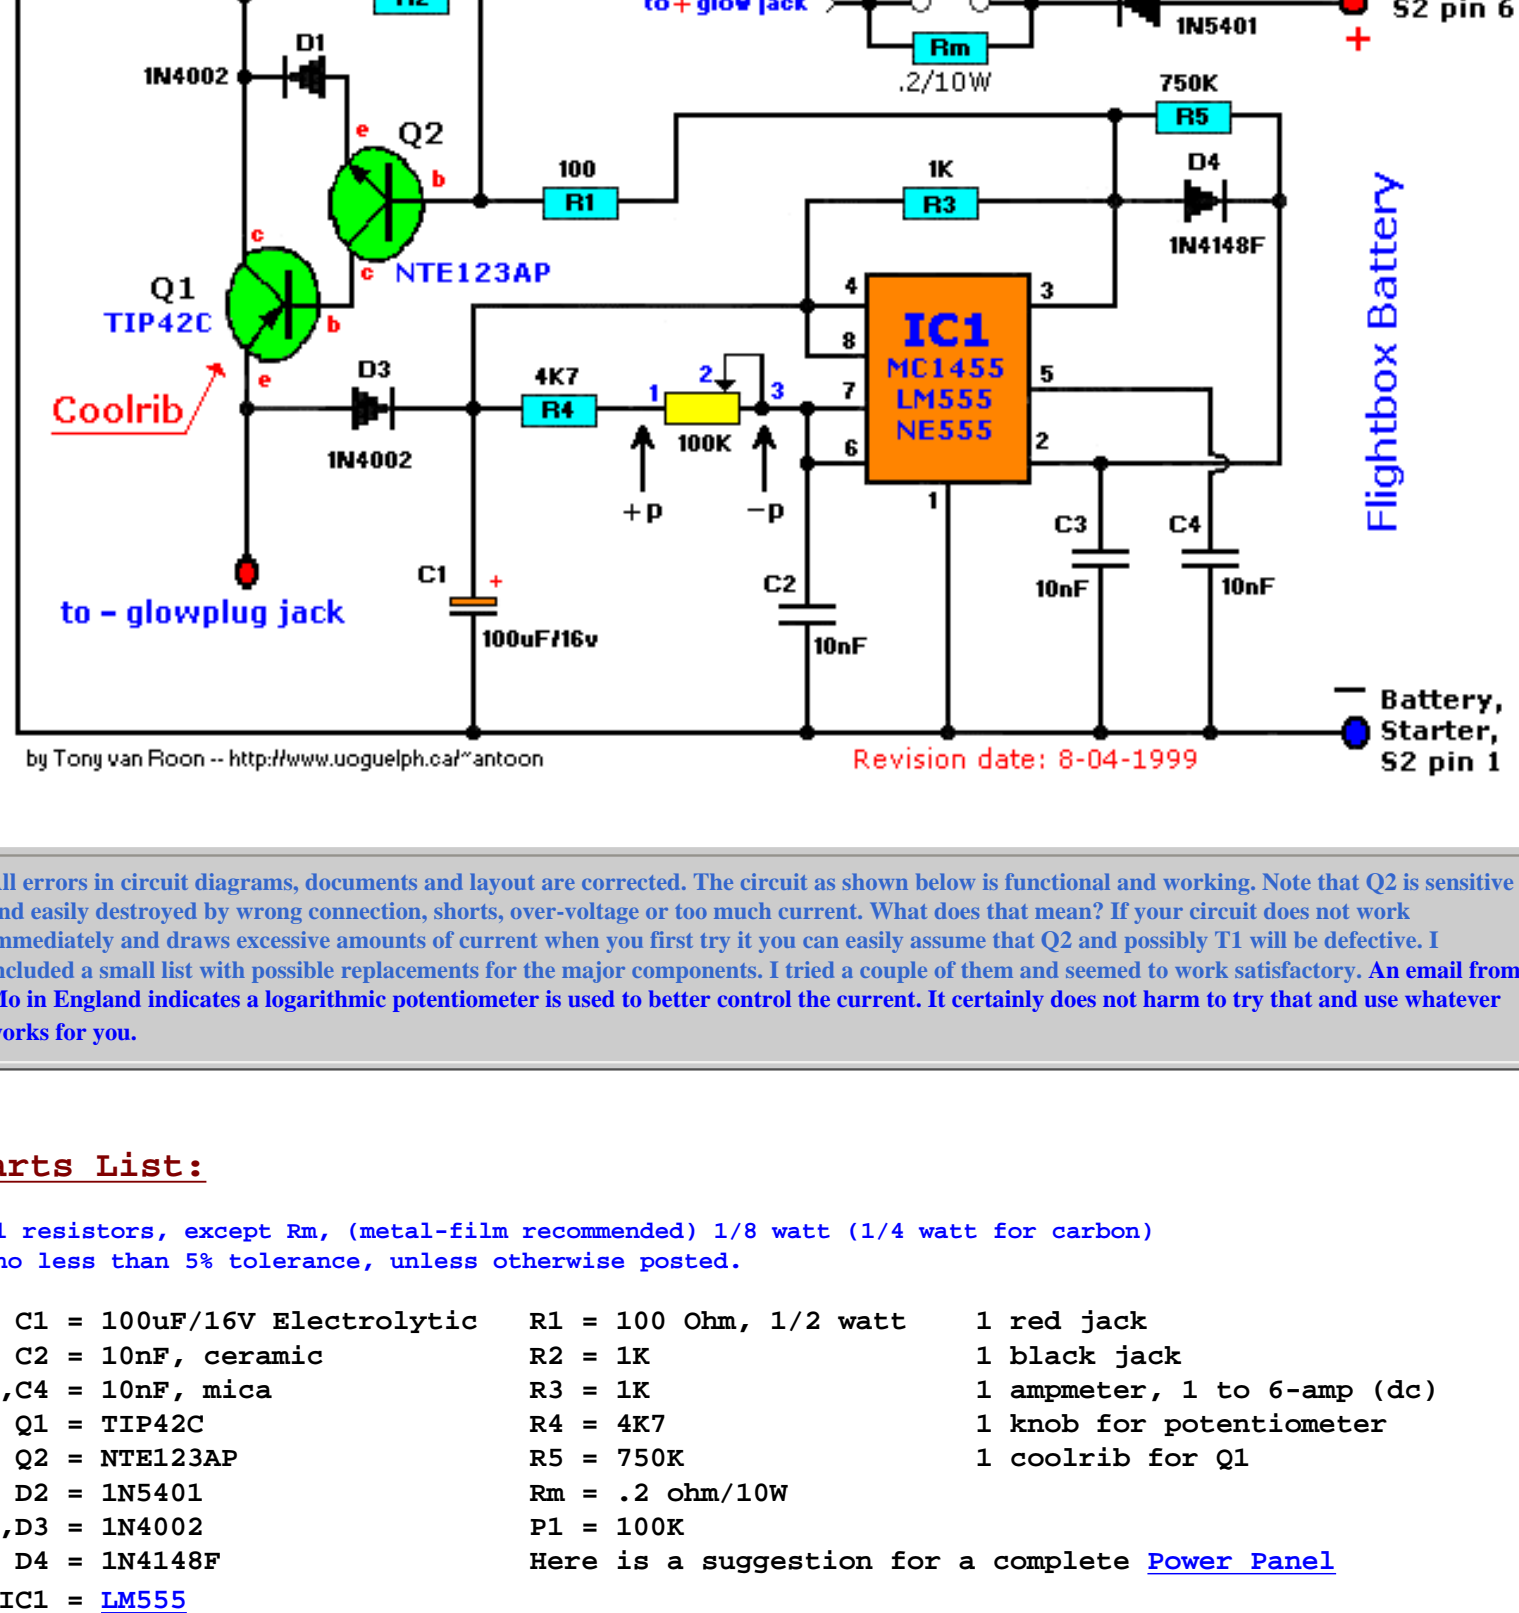 to + glow jack
S2 pin 6
1N5401
+
Rm
.2/10W
D1
1N4002
750K
R5
e
Q2
b
100
R1
1K
R3
D4
1N4148F
c
c
NTE123AP
Q1
TIP42C
b
e
Coolrib
D3
1N4002
4K7
R4
1
2
3
100K
+p
-p
4
8
7
6
3
5
2
1
IC1
MC1455
LM555
NE555
Flightbox Battery
C1
+
100uF/16v
C2
10nF
C3
10nF
C4
10nF
to - glowplug jack
Battery,
Starter,
S2 pin 1
by Tony van Roon -- http://www.uoguelph.ca/~antoon
Revision date: 8-04-1999
ll errors in circuit diagrams, documents and layout are corrected. The circuit as shown below is functional and working. Note that Q2 is sensitive
nd easily destroyed by wrong connection, shorts, over-voltage or too much current. What does that mean? If your circuit does not work
mmediately and draws excessive amounts of current when you first try it you can easily assume that Q2 and possibly T1 will be defective. I
ncluded a small list with possible replacements for the major components. I tried a couple of them and seemed to work satisfactory. An email from
Mo in England indicates a logarithmic potentiometer is used to better control the current. It certainly does not harm to try that and use whatever
works for you.
arts List:
l resistors, except Rm, (metal-film recommended) 1/8 watt (1/4 watt for carbon)
no less than 5% tolerance, unless otherwise posted.
C1 = 100uF/16V Electrolytic R1 = 100 Ohm, 1/2 watt 1 red jack
C2 = 10nF, ceramic R2 = 1K 1 black jack
,C4 = 10nF, mica R3 = 1K 1 ampmeter, 1 to 6-amp (dc)
Q1 = TIP42C R4 = 4K7 1 knob for potentiometer
Q2 = NTE123AP R5 = 750K 1 coolrib for Q1
D2 = 1N5401 Rm = .2 ohm/10W
,D3 = 1N4002 P1 = 100K
D4 = 1N4148F Here is a suggestion for a complete Power Panel
IC1 = LM555